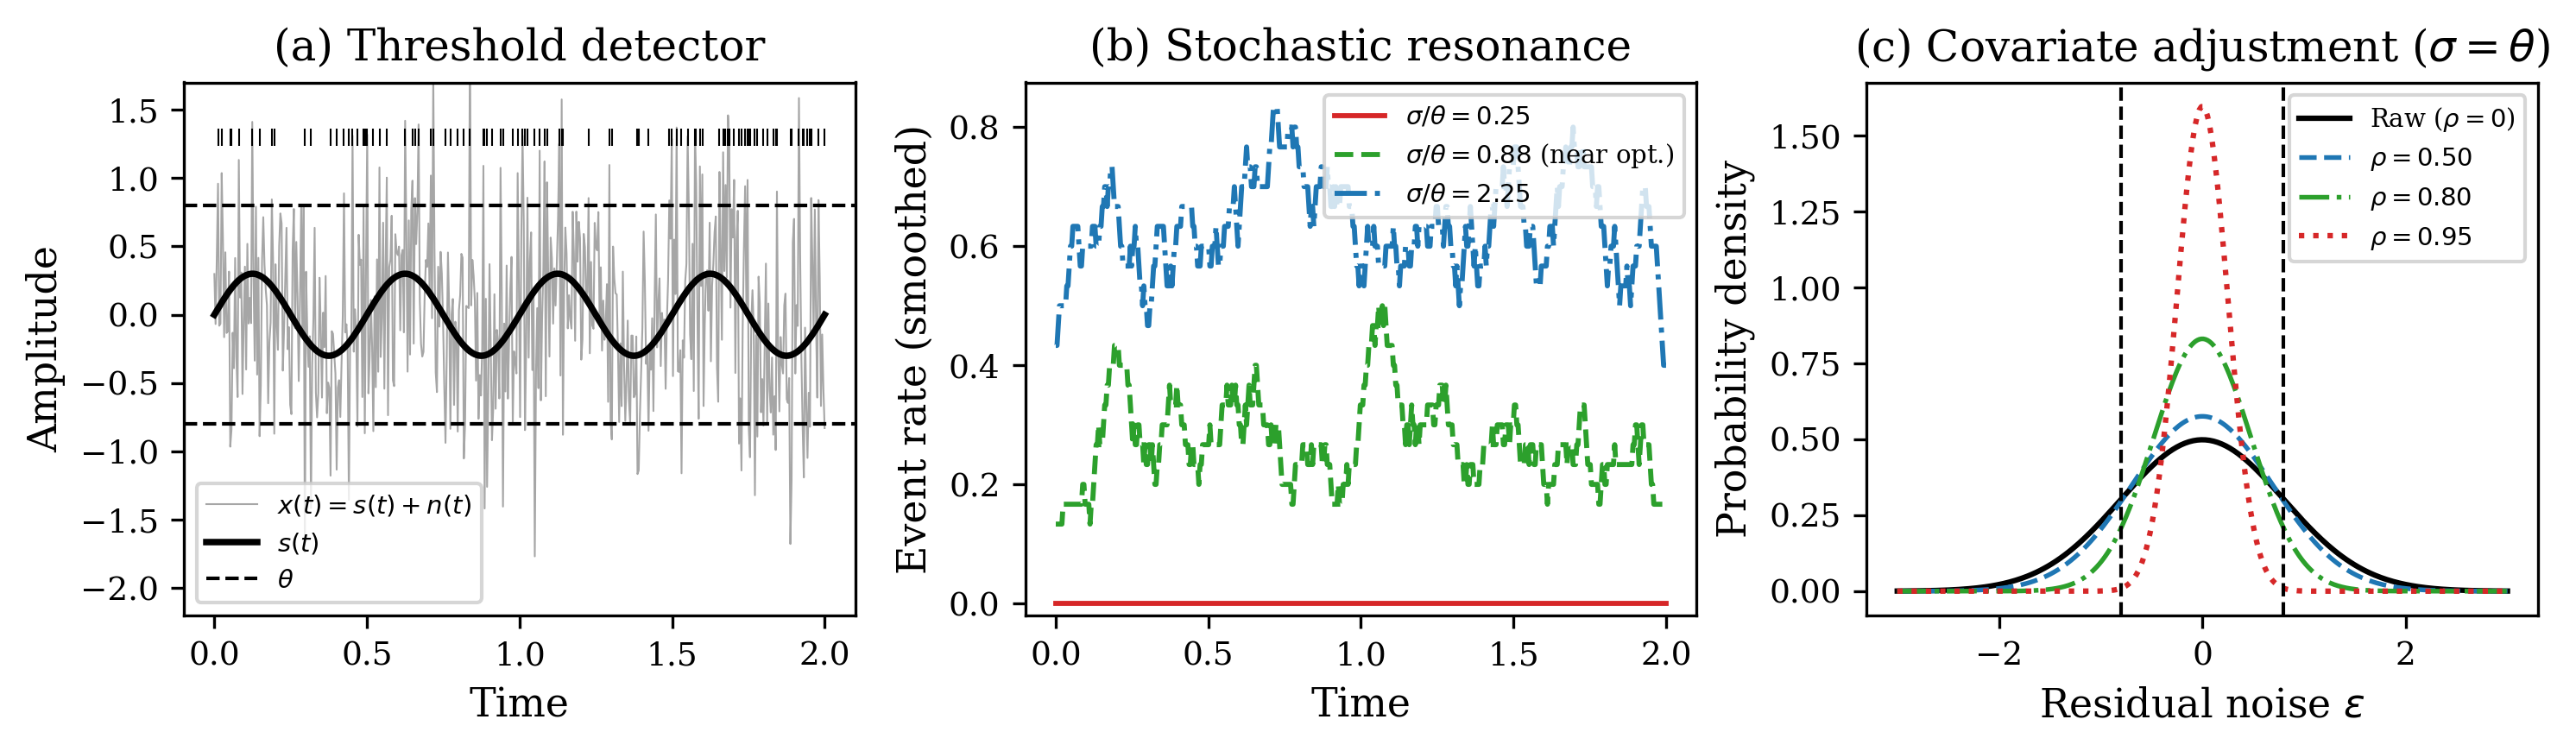 (a) Threshold detector
Amplitude
1.5
1.0
0.5
0.0
−0.5
−1.0
−1.5
−2.0
x(t) = s(t) + n(t)
s(t)
θ
0.0 0.5 1.0 1.5 2.0
Time
(b) Stochastic resonance
Event rate (smoothed)
0.8
0.6
0.4
0.2
0.0
σ/θ = 0.25
σ/θ = 0.88 (near opt.)
σ/θ = 2.25
0.0 0.5 1.0 1.5 2.0
Time
(c) Covariate adjustment (σ = θ)
Probability density
1.50
1.25
1.00
0.75
0.50
0.25
0.00
Raw (ρ = 0)
ρ = 0.50
ρ = 0.80
ρ = 0.95
−2 0 2
Residual noise ε